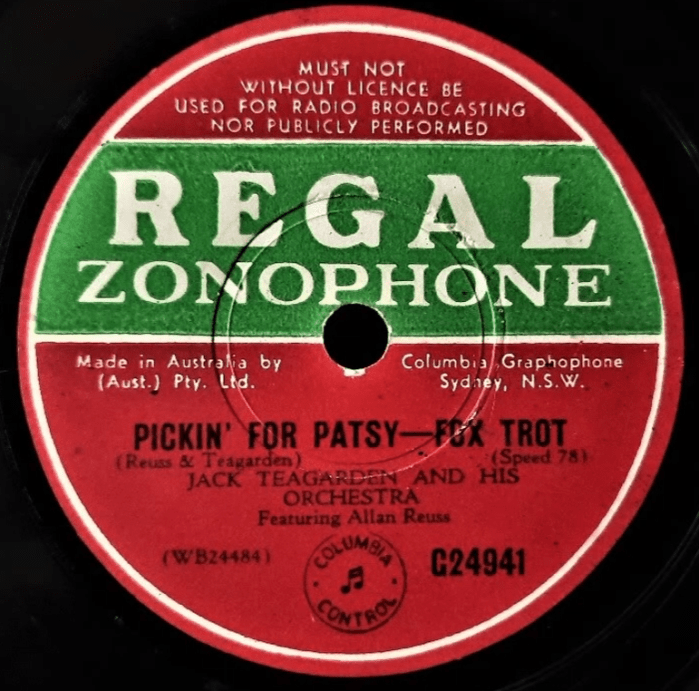 MUST NOT
WITHOUT LICENCE BE
USED FOR RADIO BROADCASTING
NOR PUBLICLY PERFORMED
REGAL
ZONOPHONE
Made in Australia by Columbia Graphophone
(Aust.) Pty. Ltd. Sydney, N.S.W.
PICKIN' FOR PATSY—FOX TROT
(Reuss & Teagarden) (Speed 78)
JACK TEAGARDEN AND HIS
ORCHESTRA
Featuring Allan Reuss
(WB24484) COLUMBIA CONTROL G24941